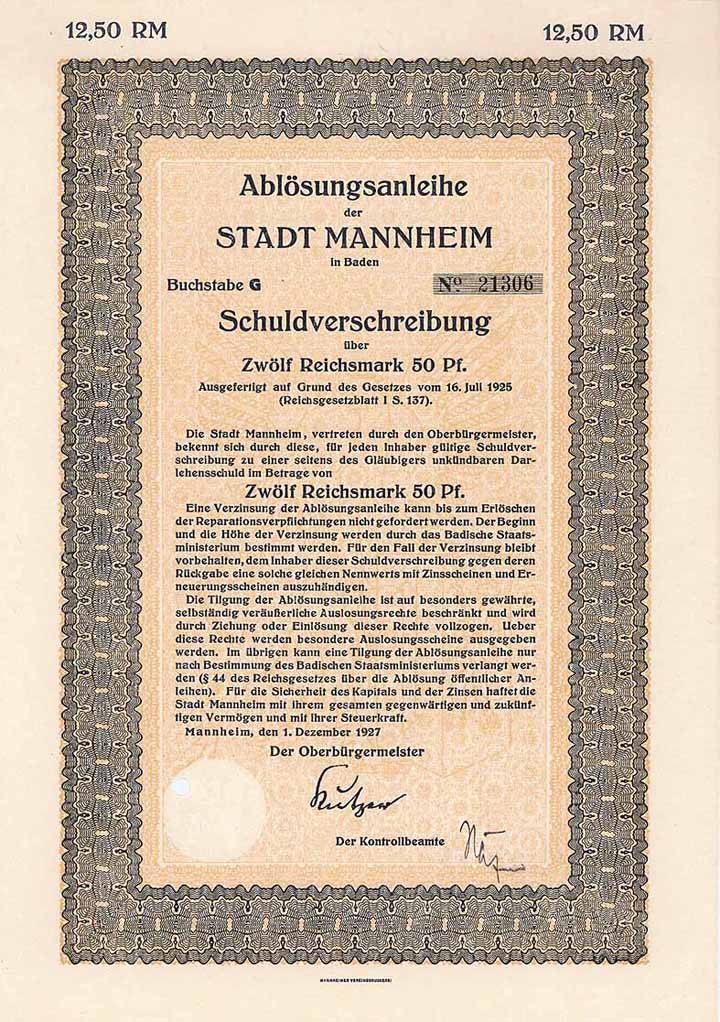 12,50 RM
12,50 RM
Ablösungsanleihe
der
STADT MANNHEIM
in Baden
Buchstabe G
No 21306
Schuldverschreibung
über
Zwölf Reichsmark 50 Pf.
Ausgefertigt auf Grund des Gesetzes vom 16. Juli 1925
(Reichsgesetzblatt I S. 137).
Die Stadt Mannheim, vertreten durch den Oberbürgermeister,
bekennt sich durch diese, für jeden Inhaber gültige Schuldver-
schreibung zu einer seitens des Gläubigers unkündbaren Dar-
lehensschuld im Betrage von
Zwölf Reichsmark 50 Pf.
Eine Verzinsung der Ablösungsanleihe kann bis zum Erlöschen
der Reparationsverpflichtungen nicht gefordert werden. Der Beginn
und die Höhe der Verzinsung werden durch das Badische Staats-
ministerium bestimmt werden. Für den Fall der Verzinsung bleibt
vorbehalten, dem Inhaber dieser Schuldverschreibung gegen deren
Rückgabe eine solche gleichen Nennwerts mit Zinsscheinen und Er-
neuerungsscheinen auszuhändigen.
Die Tilgung der Ablösungsanleihe ist auf besonders gewährte,
selbständig veräußerliche Auslosungsrechte beschränkt und wird
durch Ziehung oder Einlösung dieser Rechte vollzogen. Ueber
diese Rechte werden besondere Auslosungsscheine ausgegeben
werden. Im übrigen kann eine Tilgung der Ablösungsanleihe nur
nach Bestimmung des Badischen Staatsministeriums verlangt wer-
den (§ 44 des Reichsgesetzes über die Ablösung öffentlicher An-
leihen). Für die Sicherheit des Kapitals und der Zinsen haftet die
Stadt Mannheim mit ihrem gesamten gegenwärtigen und zukünf-
tigen Vermögen und mit ihrer Steuerkraft.
Mannheim, den 1. Dezember 1927
Der Oberbürgermeister
Kutzer
Der Kontrollbeamte
MANNHEIMER VEREINSDRUCKEREI